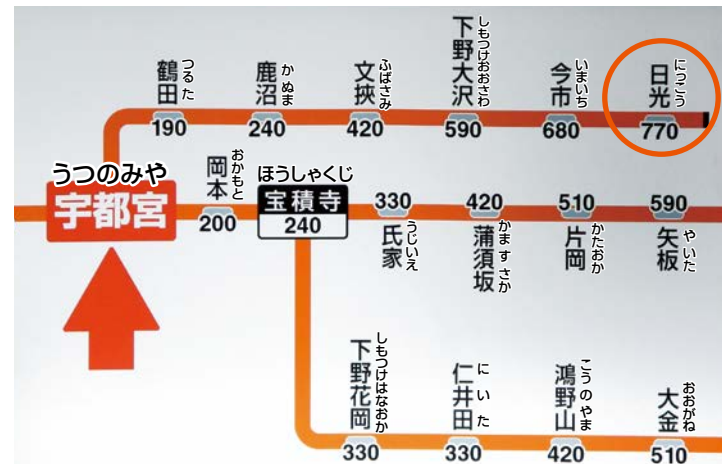 鶴田
つるた
190
鹿沼
かぬま
240
文挾
ふばさみ
420
下野大沢
しもつけおおさわ
590
今市
いまいち
680
日光
にっこう
770
うつのみや
宇都宮
岡本
おかもと
200
ほうしゃくじ
宝積寺
240
330
氏家
うじいえ
420
蒲須坂
かますさか
510
片岡
かたおか
590
矢板
やいた
下野花岡
しもつけはなおか
330
仁井田
にいた
330
鴻野山
こうのやま
420
大金
おおがね
510